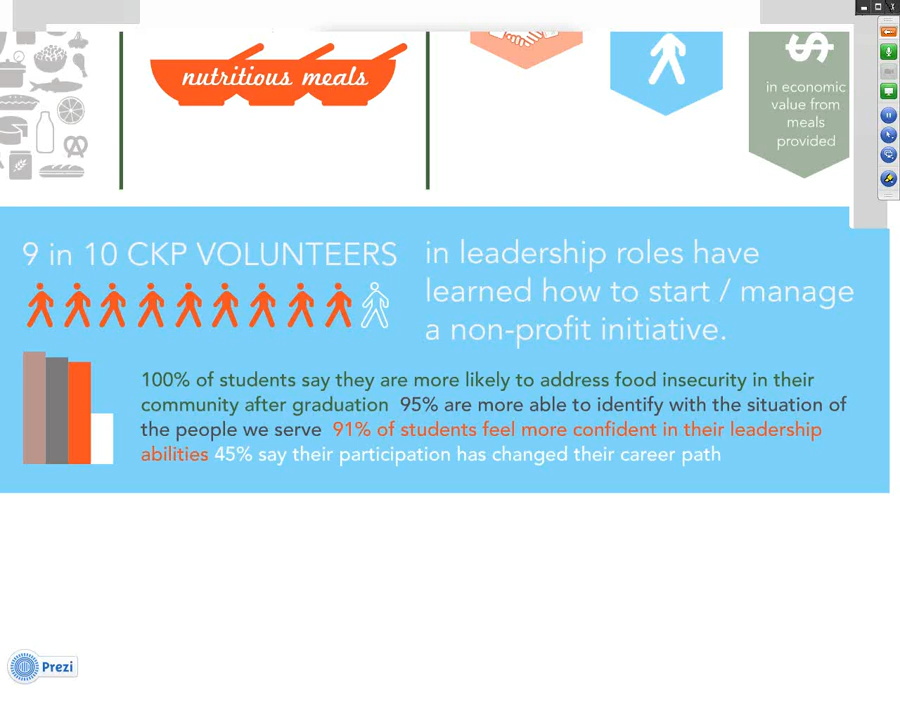 nutritious meals
in economic
value from
meals
provided
9 in 10 CKP VOLUNTEERS
in leadership roles have
learned how to start / manage
a non-profit initiative.
100% of students say they are more likely to address food insecurity in their
community after graduation 95% are more able to identify with the situation of
the people we serve 91% of students feel more confident in their leadership
abilities 45% say their participation has changed their career path
Prezi